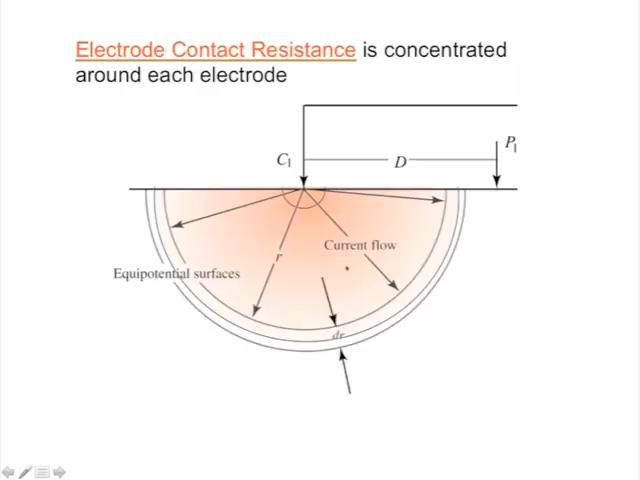 Electrode Contact Resistance is concentrated
around each electrode
C1
D
P1
r
Current flow
Equipotential surfaces
dr